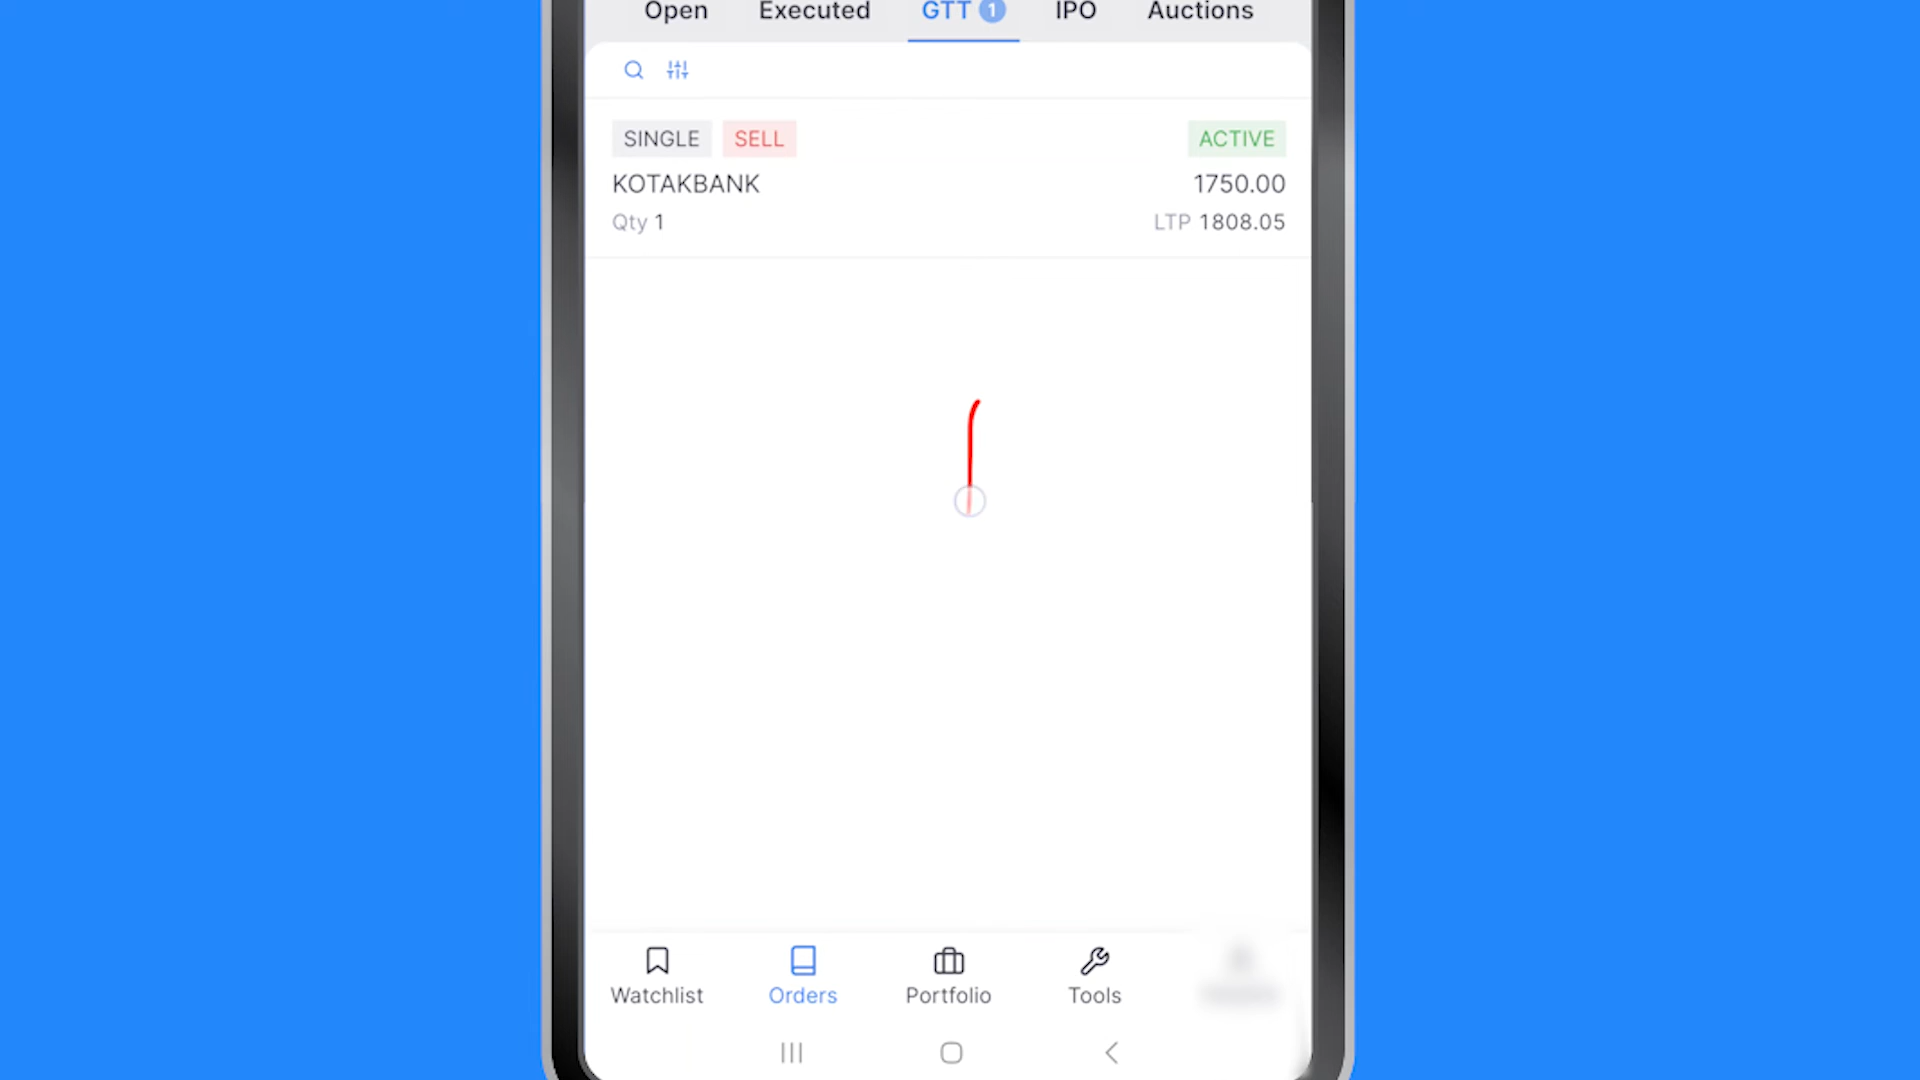 Open Executed GTT 1 IPO Auctions
SINGLE SELL ACTIVE
KOTAKBANK 1750.00
Qty 1 LTP 1808.05
Watchlist Orders Portfolio Tools